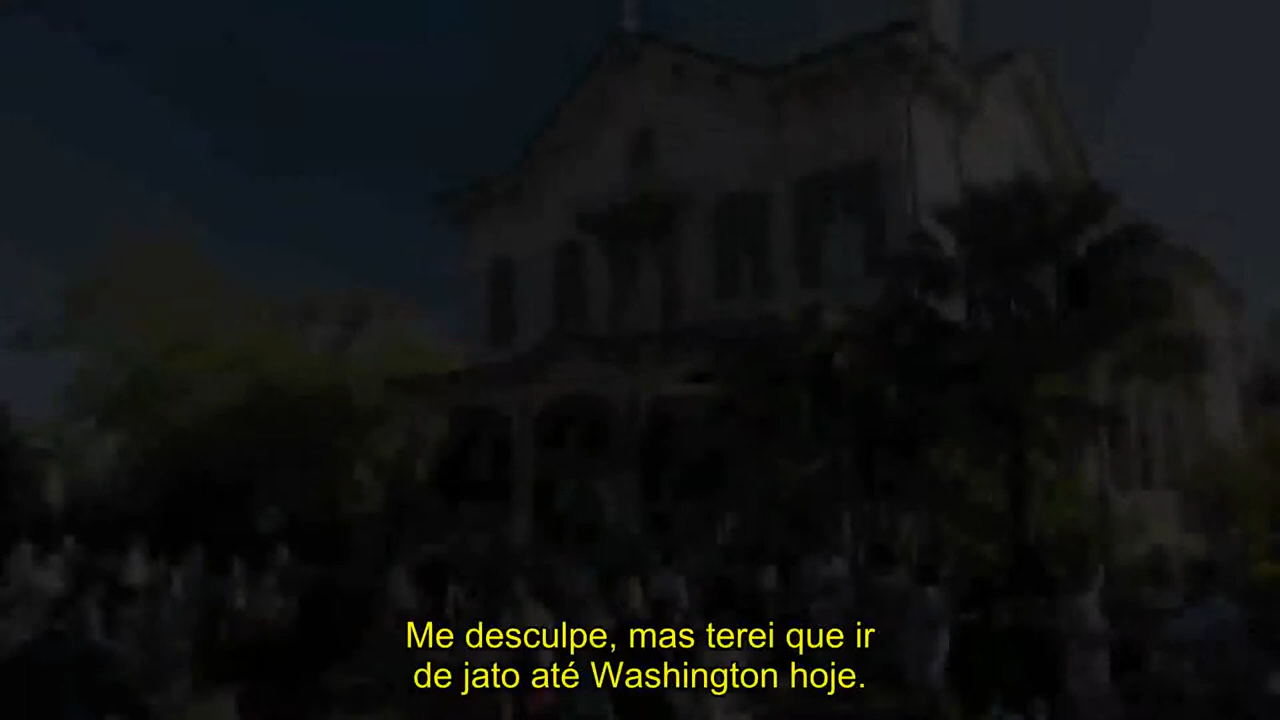 Me desculpe, mas terei que ir
de jato até Washington hoje.